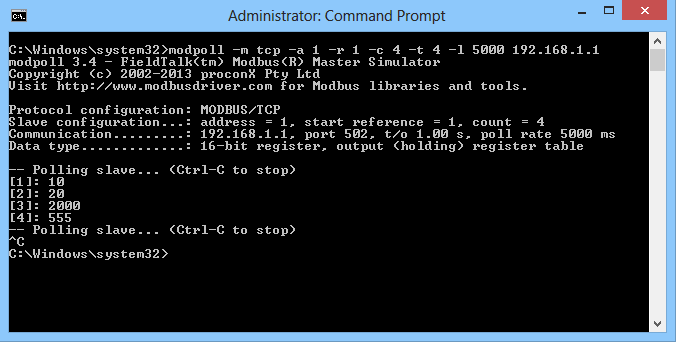 Administrator: Command Prompt
C:\Windows\system32>modpoll -m tcp -a 1 -r 1 -c 4 -t 4 -l 5000 192.168.1.1
modpoll 3.4 - FieldTalk(tm) Modbus(R) Master Simulator
Copyright (c) 2002-2013 proconX Pty Ltd
Visit http://www.modbusdriver.com for Modbus libraries and tools.
Protocol configuration: MODBUS/TCP
Slave configuration...: address = 1, start reference = 1, count = 4
Communication.........: 192.168.1.1, port 502, t/o 1.00 s, poll rate 5000 ms
Data type.............: 16-bit register, output (holding) register table
-- Polling slave... (Ctrl-C to stop)
[1]: 10
[2]: 20
[3]: 2000
[4]: 555
-- Polling slave... (Ctrl-C to stop)
^C
C:\Windows\system32>